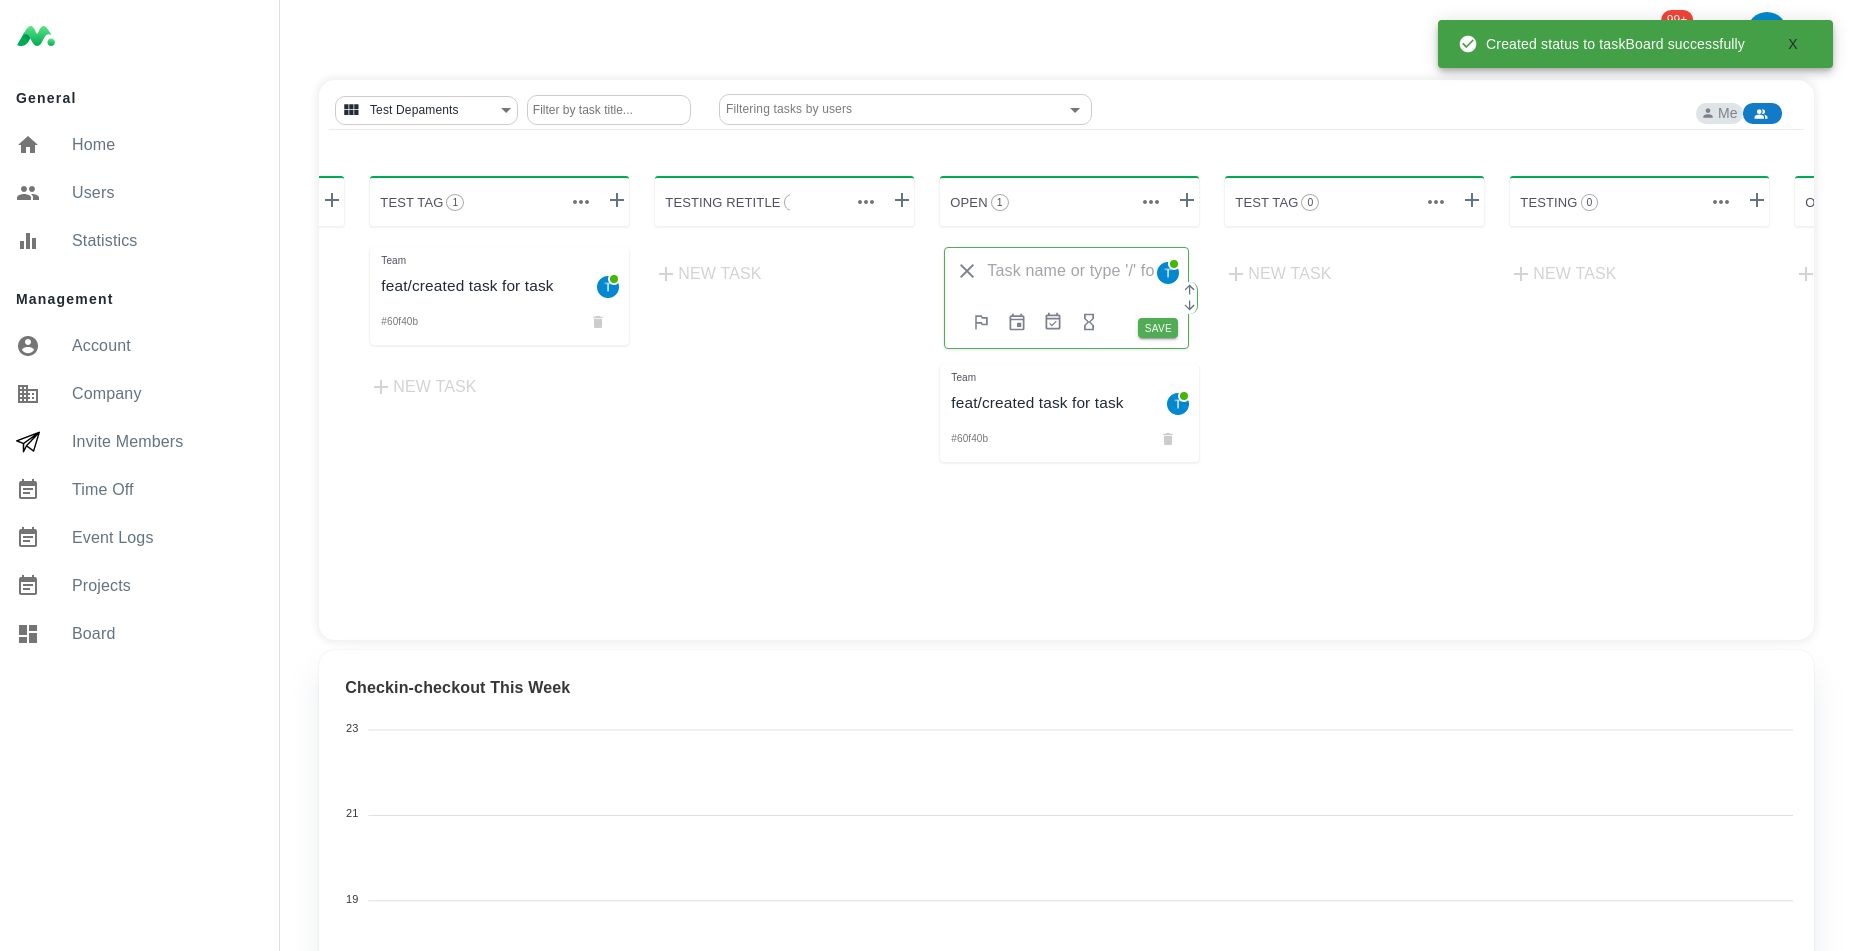 99+
Created status to taskBoard successfully X
General
Home
Users
Statistics
Management
Account
Company
Invite Members
Time Off
Event Logs
Projects
Board
Test Depaments
Filter by task title...
Filtering tasks by users
Me
TEST TAG 1
TESTING RETITLE
OPEN 1
TEST TAG 0
TESTING 0
O
Team
feat/created task for task
T
#60f40b
NEW TASK
NEW TASK
Task name or type '/' fo
T
SAVE
Team
feat/created task for task
T
#60f40b
NEW TASK
NEW TASK
Checkin-checkout This Week
23
21
19